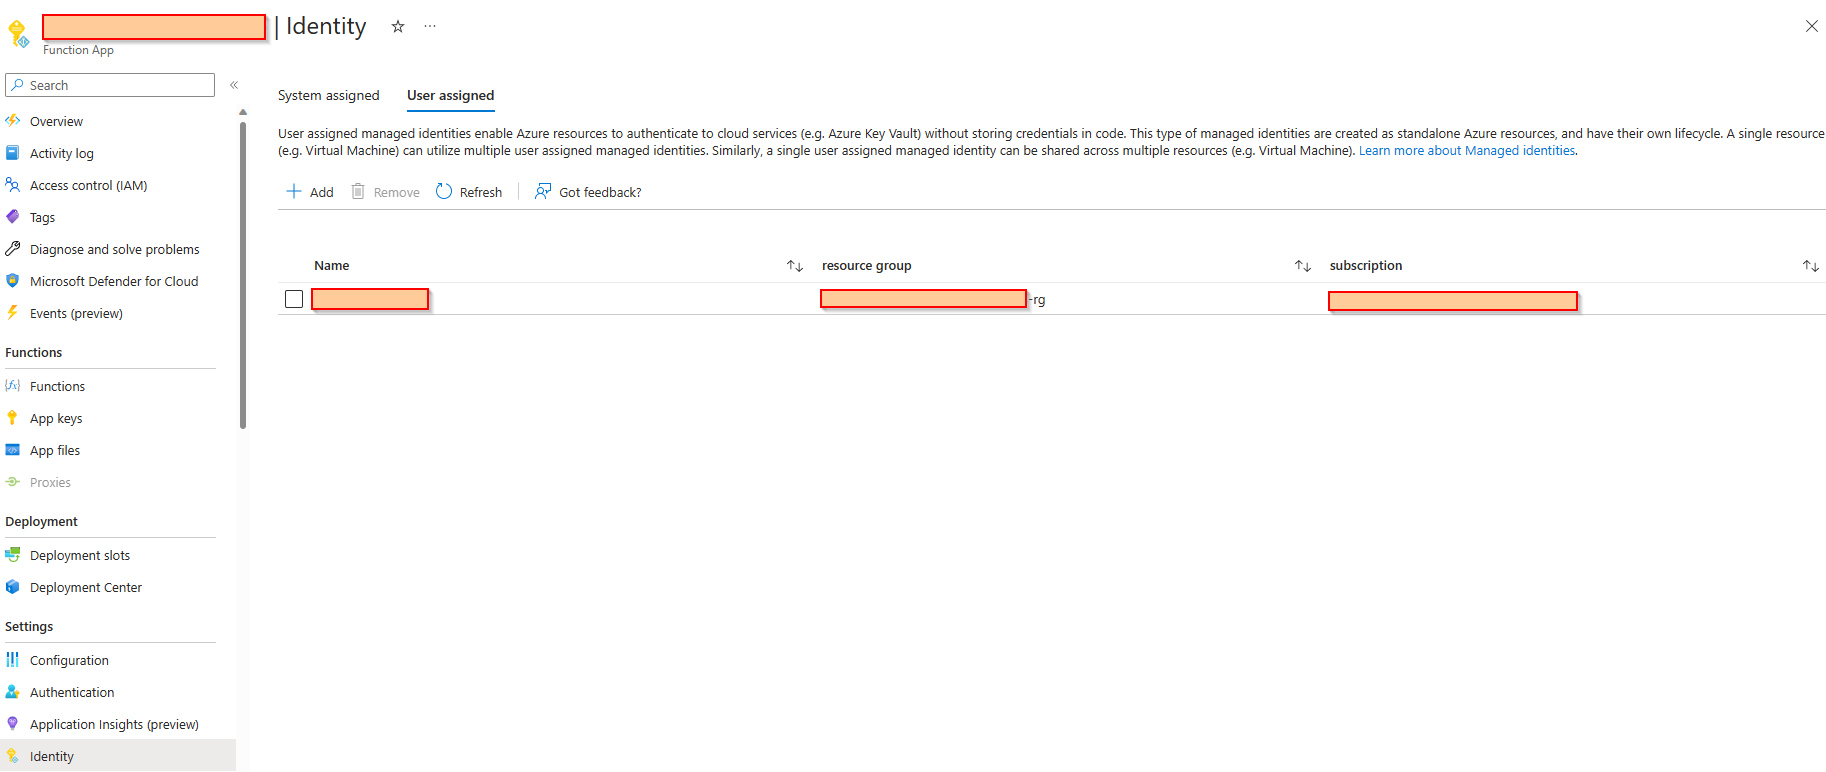 | Identity
Function App
Search
Overview
Activity log
Access control (IAM)
Tags
Diagnose and solve problems
Microsoft Defender for Cloud
Events (preview)
Functions
Functions
App keys
App files
Proxies
Deployment
Deployment slots
Deployment Center
Settings
Configuration
Authentication
Application Insights (preview)
Identity
System assigned User assigned
User assigned managed identities enable Azure resources to authenticate to cloud services (e.g. Azure Key Vault) without storing credentials in code. This type of managed identities are created as standalone Azure resources, and have their own lifecycle. A single resource
(e.g. Virtual Machine) can utilize multiple user assigned managed identities. Similarly, a single user assigned managed identity can be shared across multiple resources (e.g. Virtual Machine). Learn more about Managed identities.
Add Remove Refresh Got feedback?
Name resource group subscription
-rg